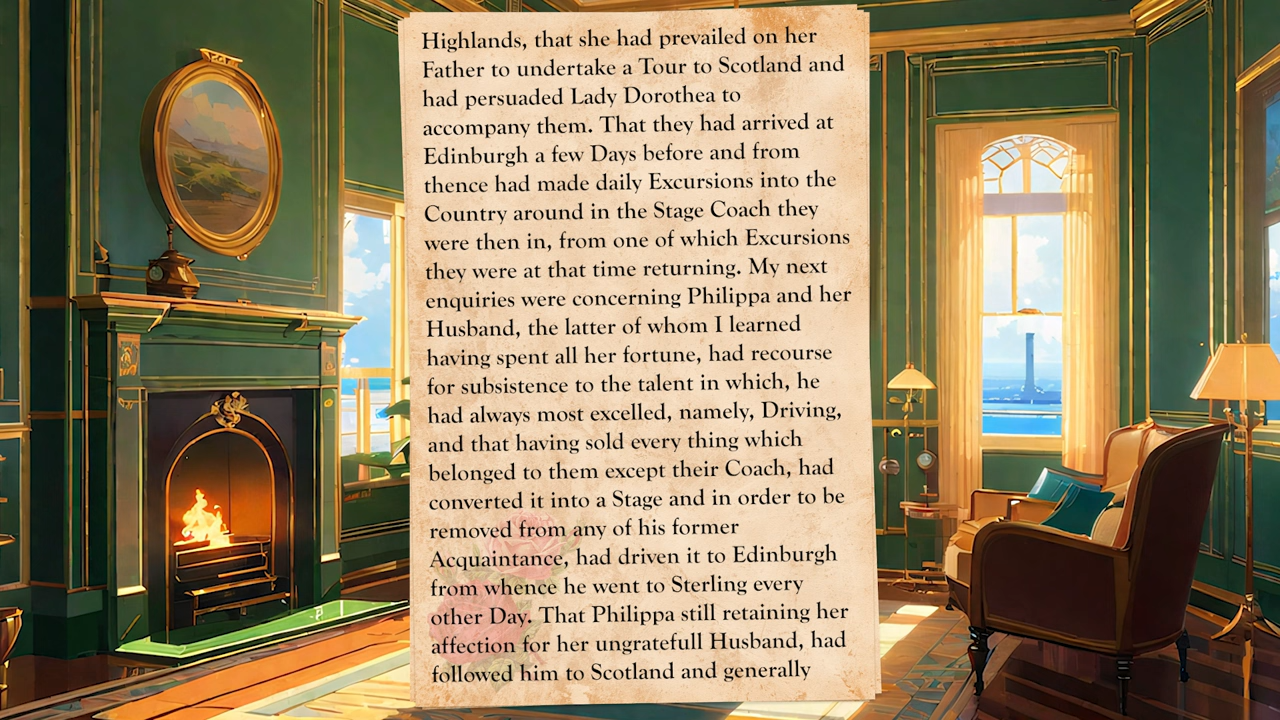 Highlands, that she had prevailed on her
Father to undertake a Tour to Scotland and
had persuaded Lady Dorothea to
accompany them. That they had arrived at
Edinburgh a few Days before and from
thence had made daily Excursions into the
Country around in the Stage Coach they
were then in, from one of which Excursions
they were at that time returning. My next
enquiries were concerning Philippa and her
Husband, the latter of whom I learned
having spent all her fortune, had recourse
for subsistence to the talent in which, he
had always most excelled, namely, Driving,
and that having sold every thing which
belonged to them except their Coach, had
converted it into a Stage and in order to be
removed from any of his former
Acquaintance, had driven it to Edinburgh
from whence he went to Sterling every
other Day. That Philippa still retaining her
affection for her ungratefull Husband, had
followed him to Scotland and generally